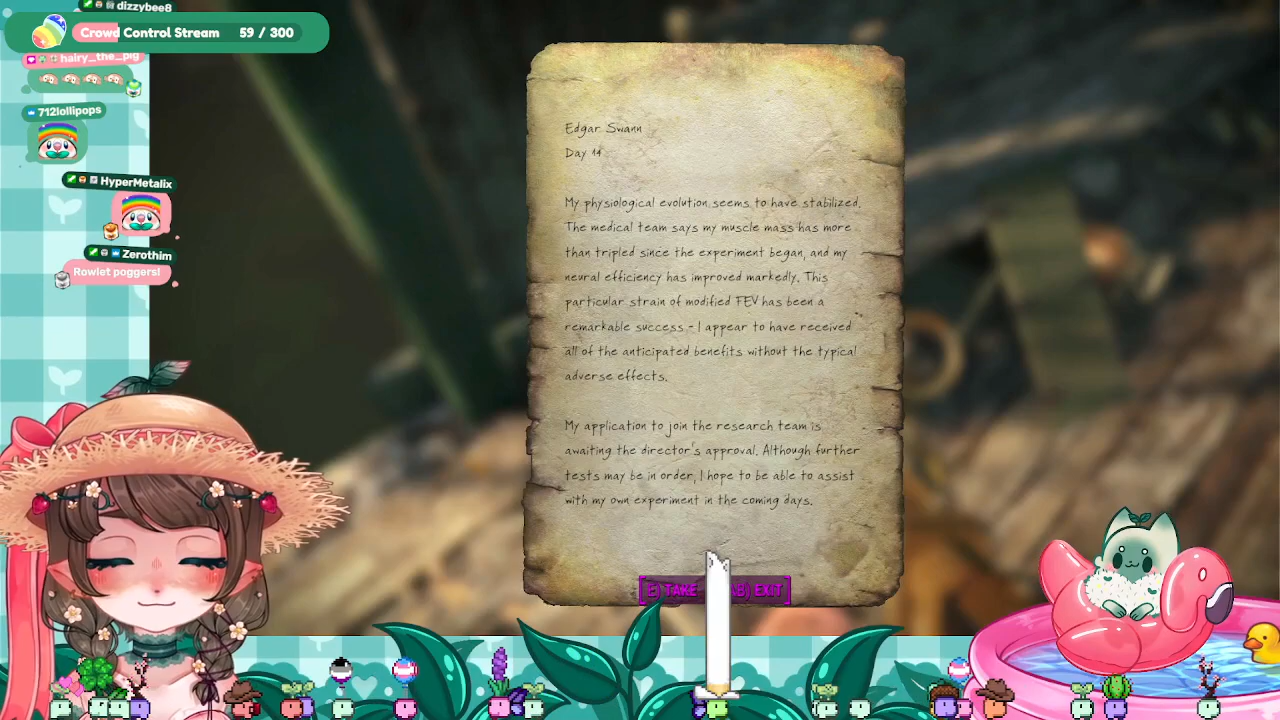 dizzybee8
Crowd Control Stream 59 / 300
hairy_the_pig
712lollipops
HyperMetalix
Zerothim
Rowlet poggers!
Edgar Swann
Day 14
My physiological evolution seems to have stabilized.
The medical team says my muscle mass has more
than tripled since the experiment began, and my
neural efficiency has improved markedly. This
particular strain of modified FEV has been a
remarkable success - I appear to have received
all of the anticipated benefits without the typical
adverse effects.
My application to join the research team is
awaiting the director's approval. Although further
tests may be in order, I hope to be able to assist
with my own experiment in the coming days.
E) TAKE EXIT